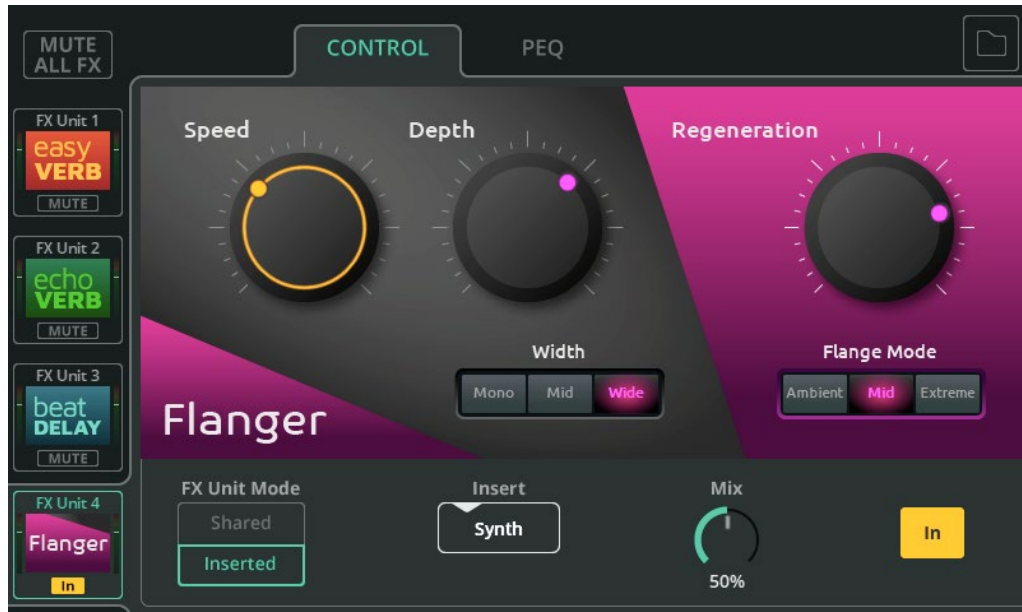 MUTE
ALL FX
CONTROL
PEQ
FX Unit 1
easy
VERB
MUTE
FX Unit 2
echo
VERB
MUTE
FX Unit 3
beat
DELAY
MUTE
FX Unit 4
Flanger
In
Speed
Depth
Regeneration
Width
Mono Mid Wide
Flange Mode
Ambient Mid Extreme
Flanger
FX Unit Mode
Shared
Inserted
Insert
Synth
Mix
50%
In